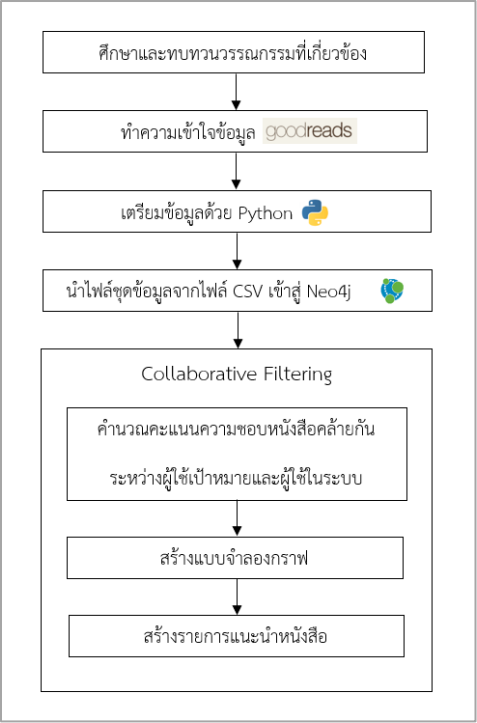 ศึกษาและทบทวนวรรณกรรมที่เกี่ยวข้อง
ทำความเข้าใจข้อมูล goodreads
เตรียมข้อมูลด้วย Python
นำไฟล์ชุดข้อมูลจากไฟล์ CSV เข้าสู่ Neo4j
Collaborative Filtering
คำนวณคะแนนความชอบหนังสือคล้ายกัน
ระหว่างผู้ใช้เป้าหมายและผู้ใช้ในระบบ
สร้างแบบจำลองกราฟ
สร้างรายการแนะนำหนังสือ